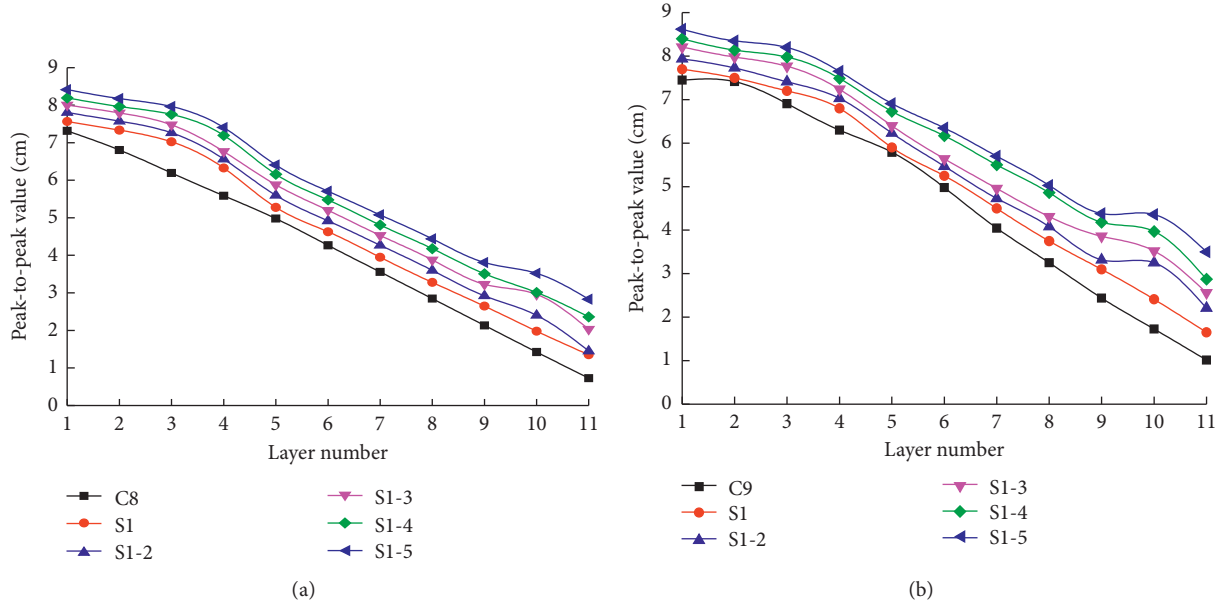 9
8
7
6
5
4
3
2
1
0
Peak-to-peak value (cm)
1 2 3 4 5 6 7 8 9 10 11
Layer number
C8
S1
S1-2
S1-3
S1-4
S1-5
(a)
9
8
7
6
5
4
3
2
1
0
Peak-to-peak value (cm)
1 2 3 4 5 6 7 8 9 10 11
Layer number
C9
S1
S1-2
S1-3
S1-4
S1-5
(b)